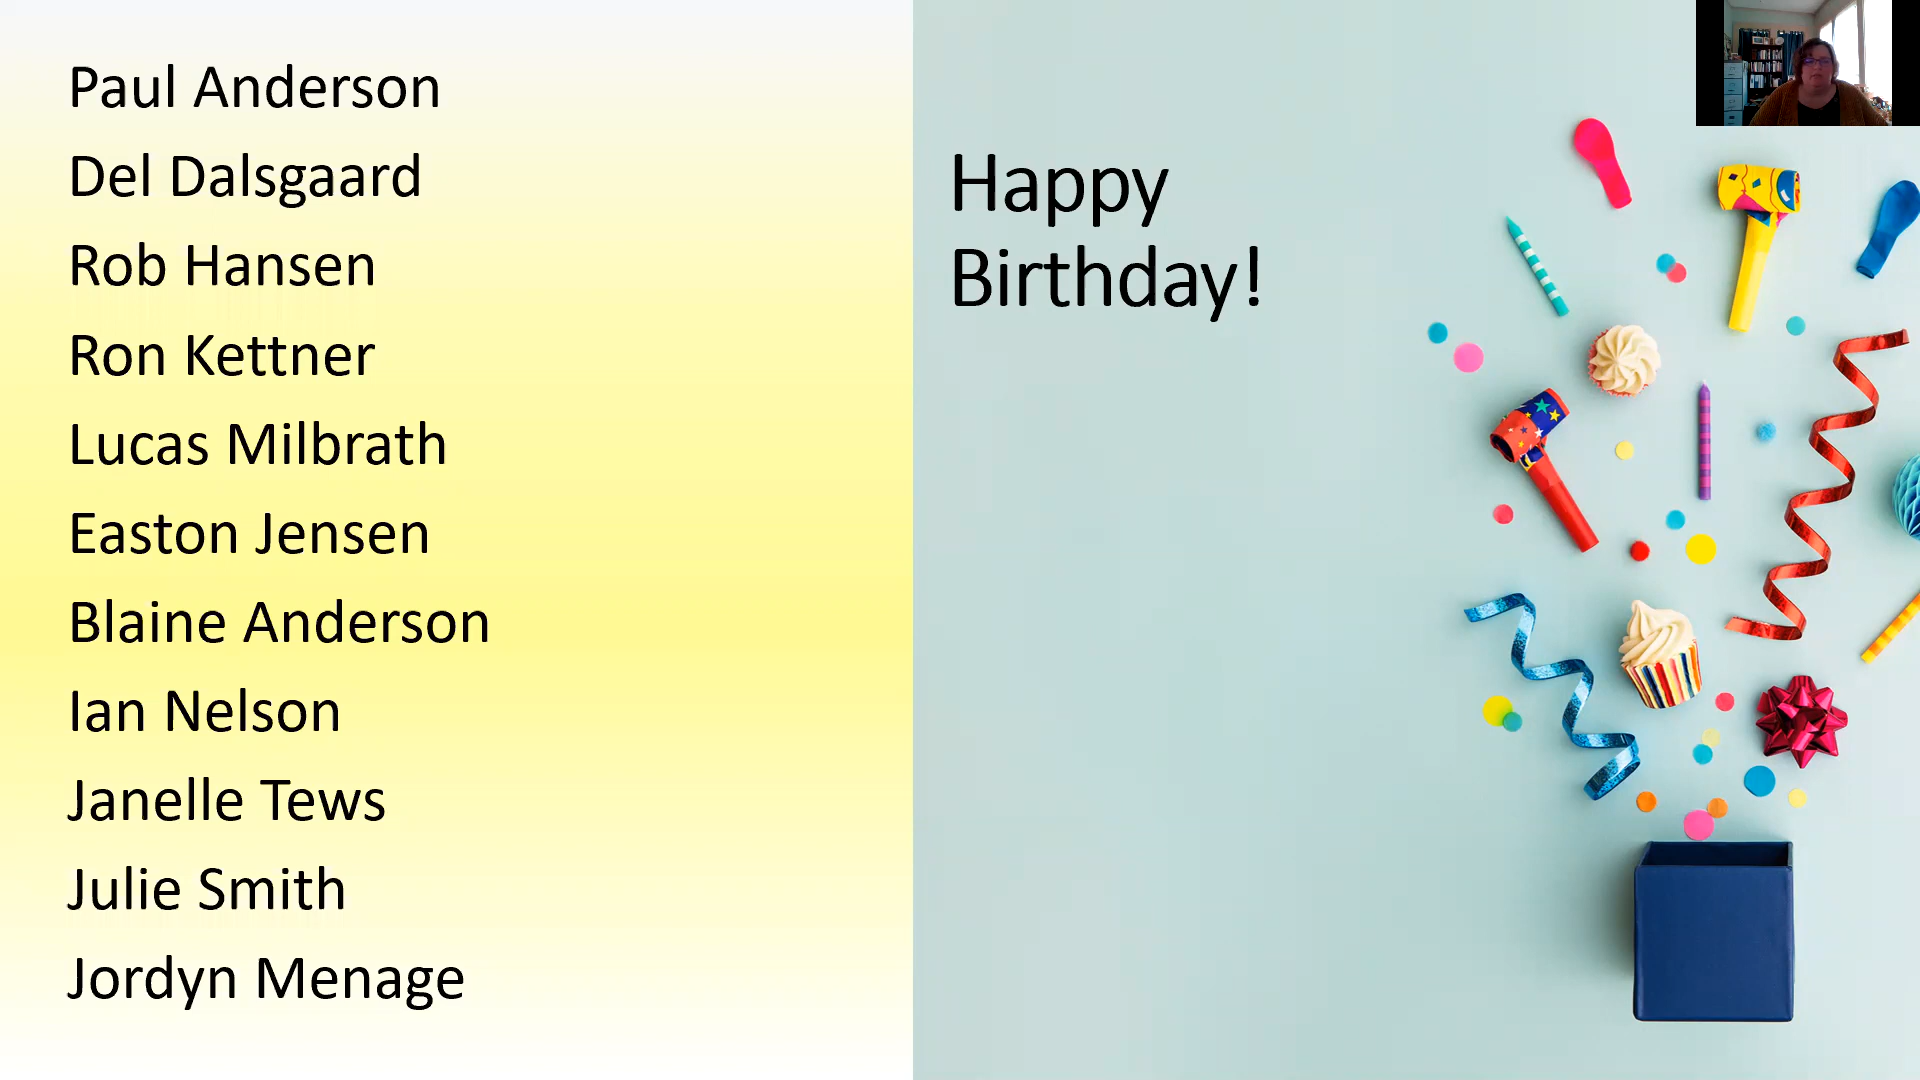 Paul Anderson
Del Dalsgaard
Rob Hansen
Ron Kettner
Lucas Milbrath
Easton Jensen
Blaine Anderson
Ian Nelson
Janelle Tews
Julie Smith
Jordyn Menage
Happy
Birthday!